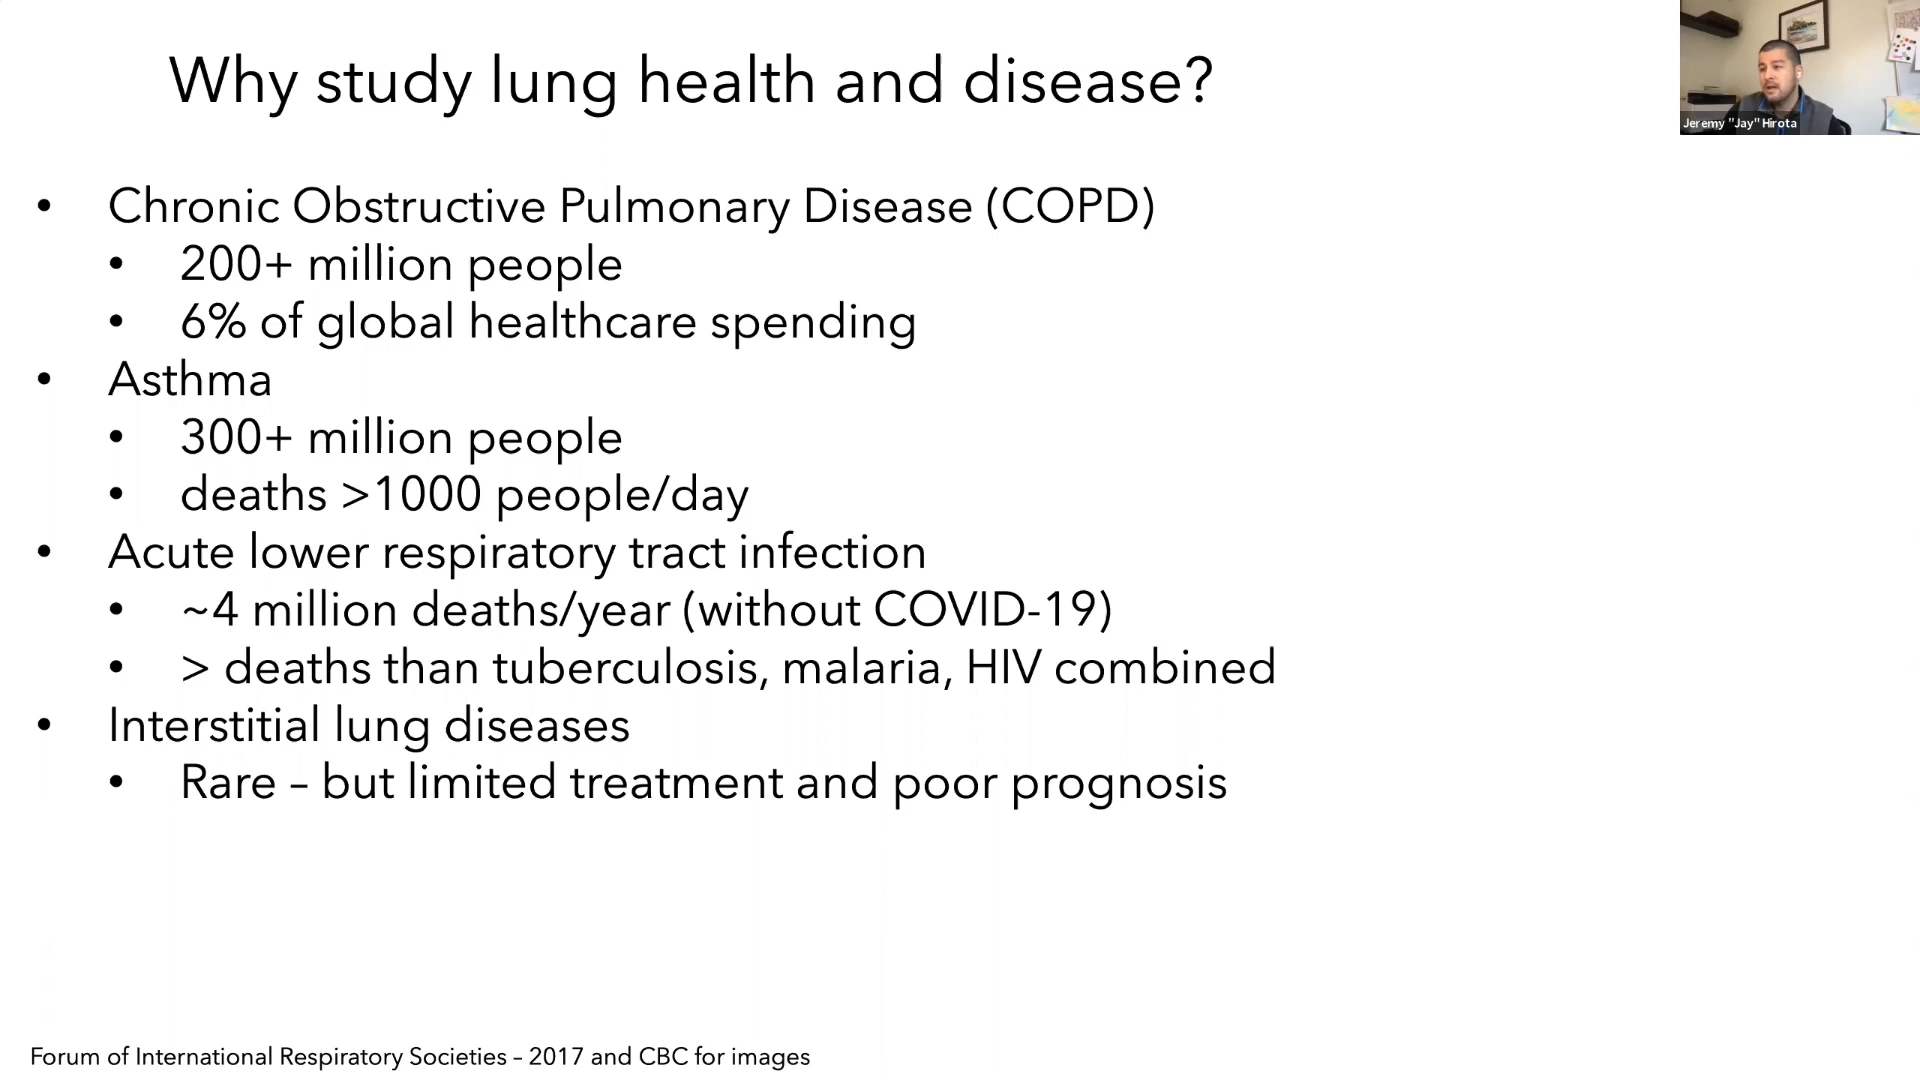 Why study lung health and disease?
Jeremy "Jay" Hirota
• Chronic Obstructive Pulmonary Disease (COPD)
• 200+ million people
• 6% of global healthcare spending
• Asthma
• 300+ million people
• deaths >1000 people/day
• Acute lower respiratory tract infection
• ~4 million deaths/year (without COVID-19)
• > deaths than tuberculosis, malaria, HIV combined
• Interstitial lung diseases
• Rare – but limited treatment and poor prognosis
Forum of International Respiratory Societies – 2017 and CBC for images